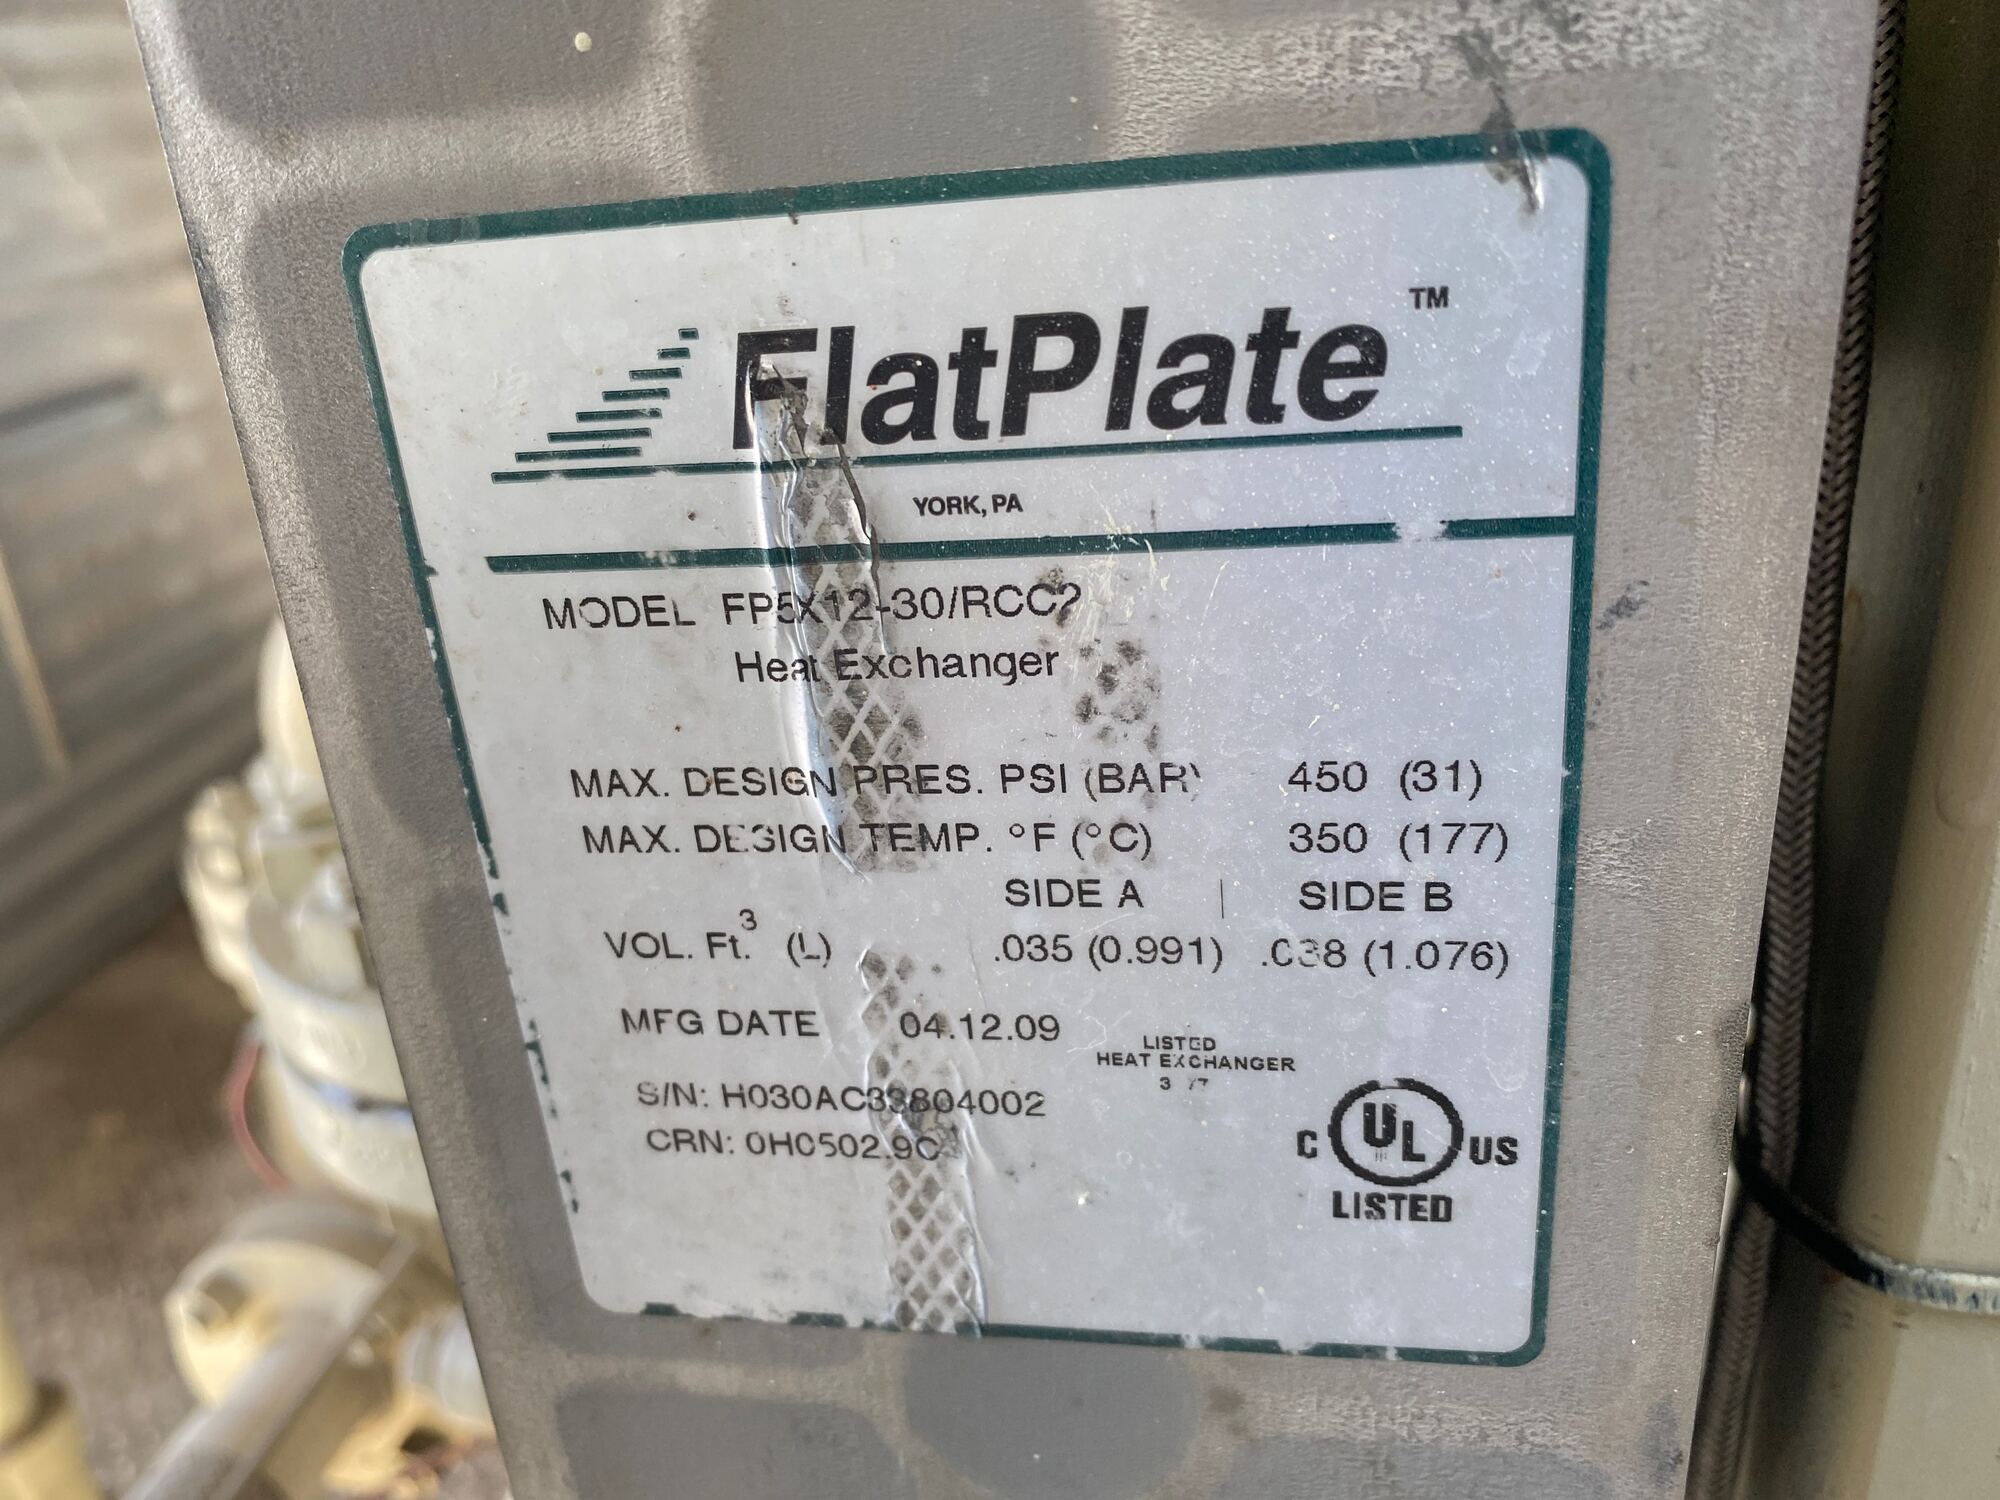 FlatPlate™
YORK, PA
MODEL FP5X12-30/RCC2
Heat Exchanger
MAX. DESIGN PRES. PSI (BAR) 450 (31)
MAX. DESIGN TEMP. °F (°C) 350 (177)
SIDE A | SIDE B
VOL. Ft.³ (L) .035 (0.991) .038 (1.076)
MFG DATE 04.12.09
LISTED
HEAT EXCHANGER
S/N: H030AC33804002
CRN: 0H0502.9C
C UL US
LISTED